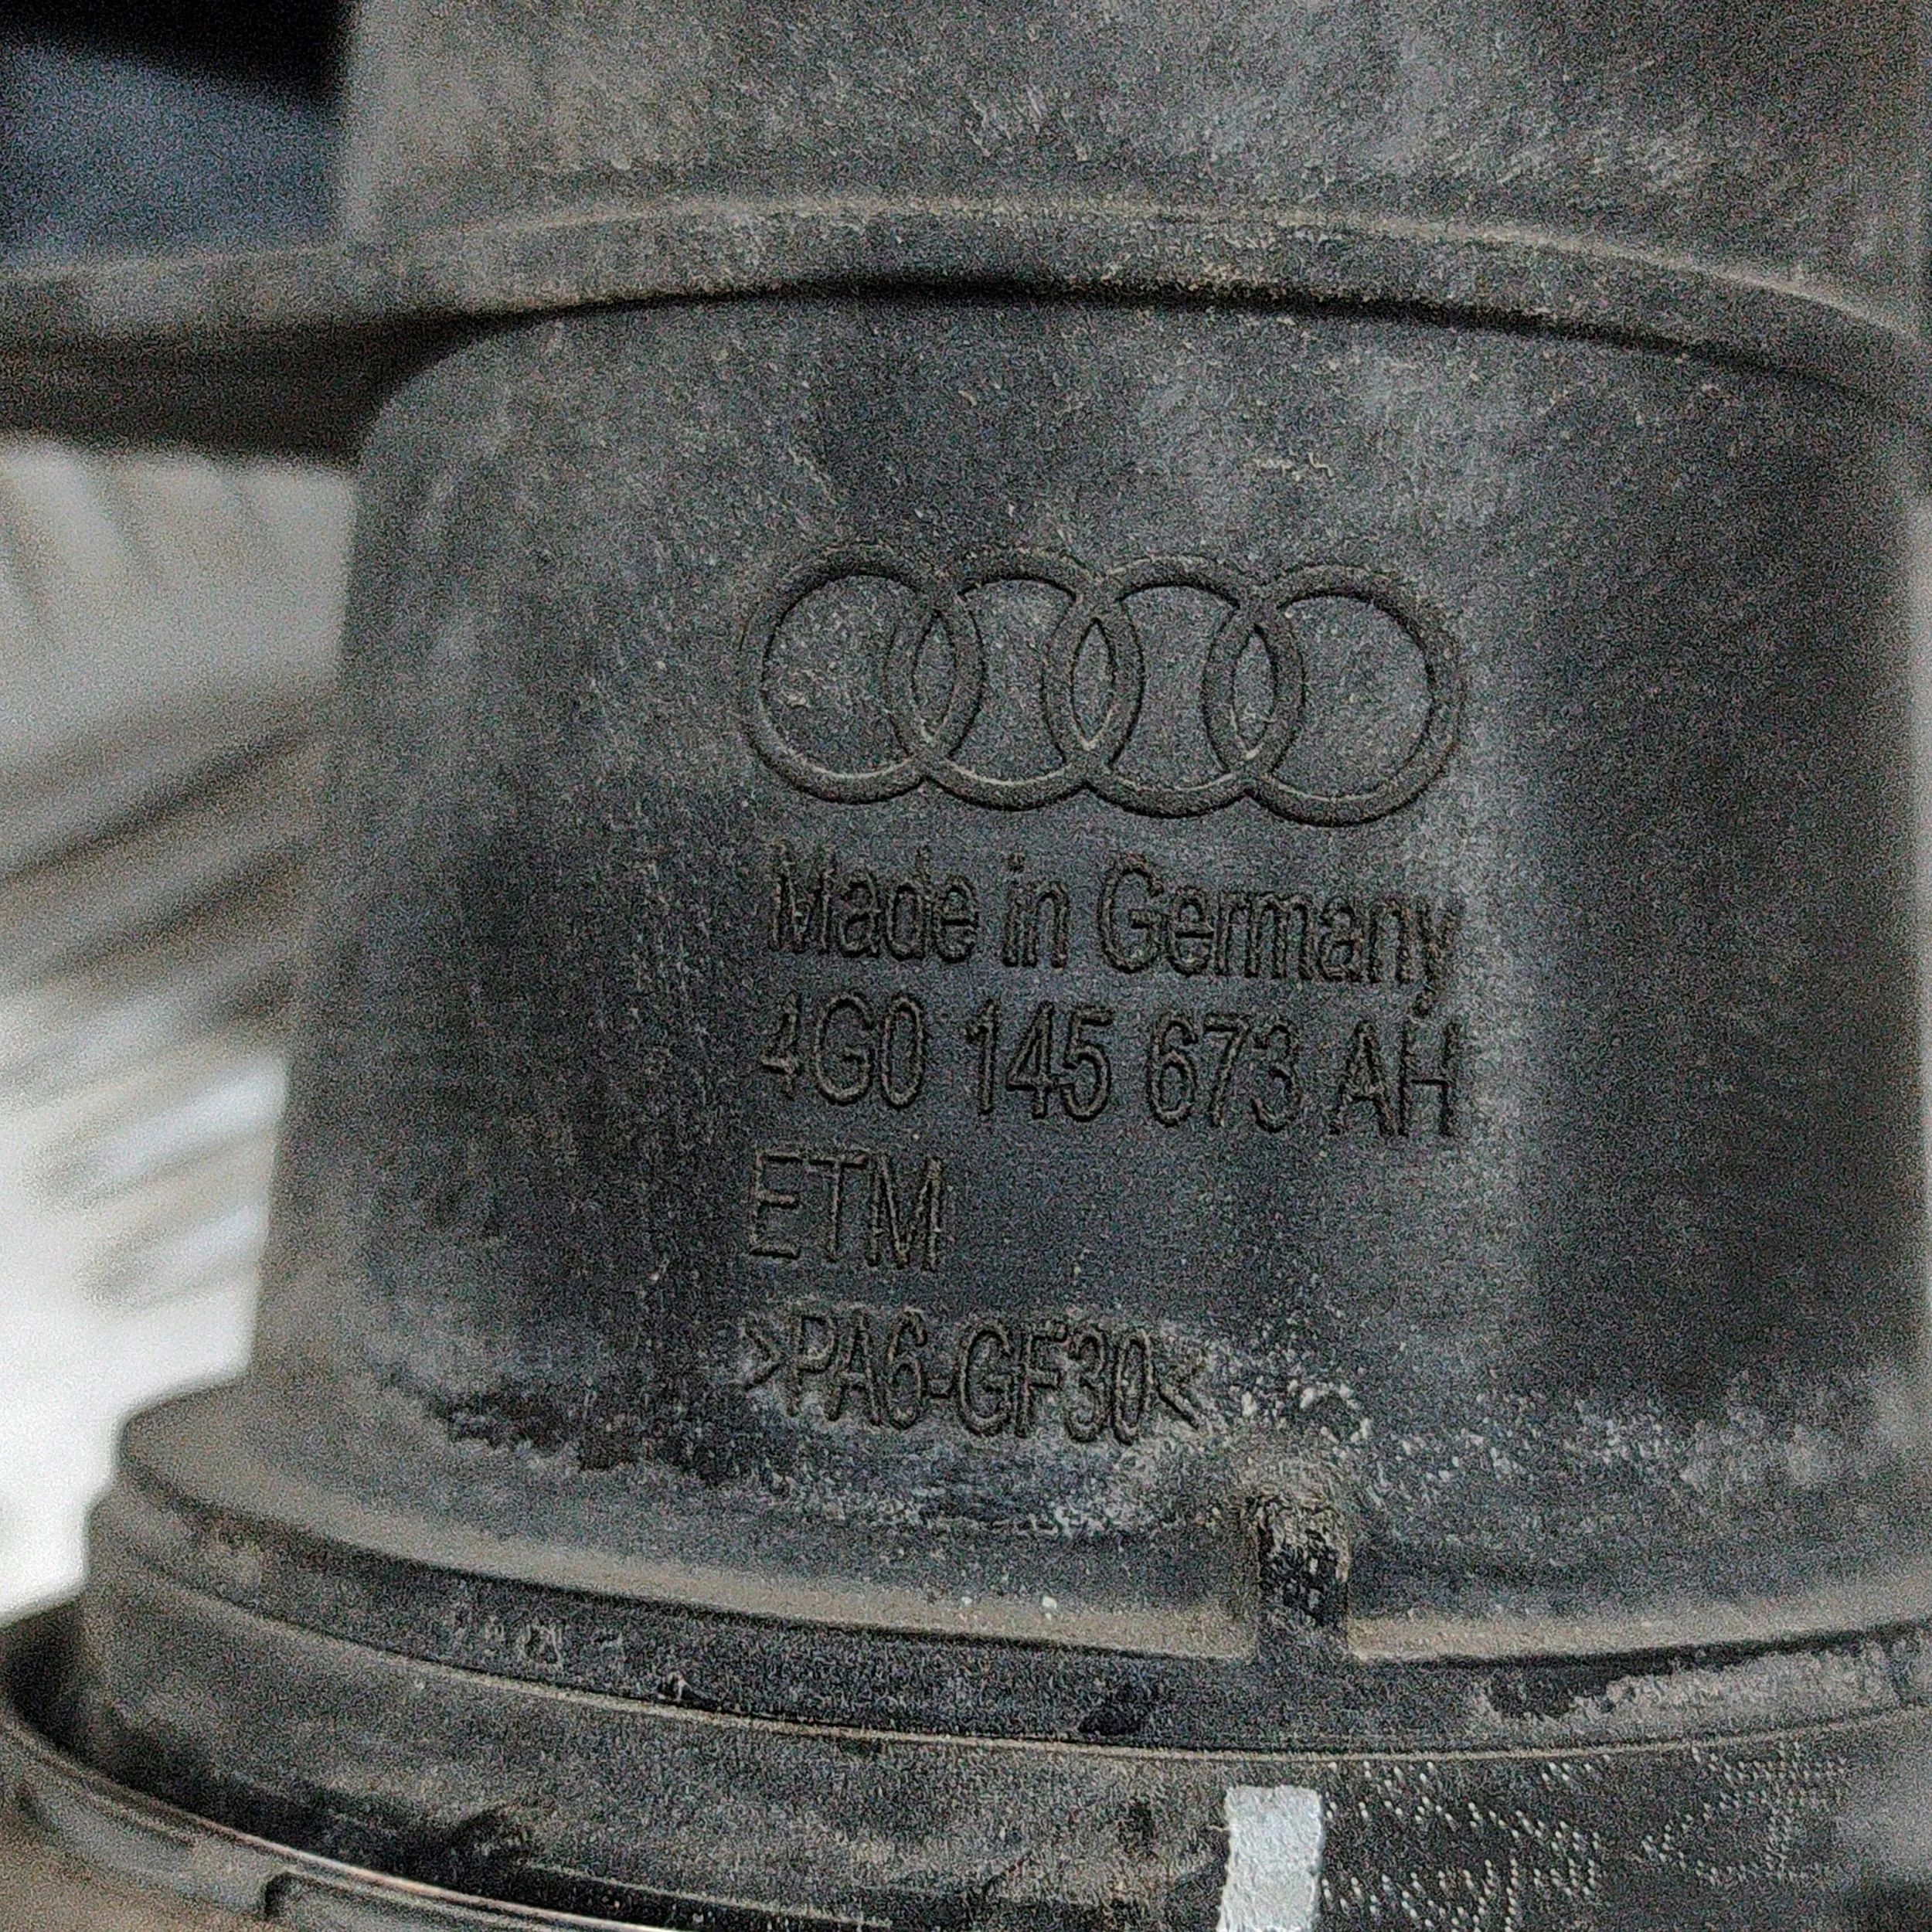 Made in Germany
4G0 145 673 AH
ETM
>PA6-GF30<